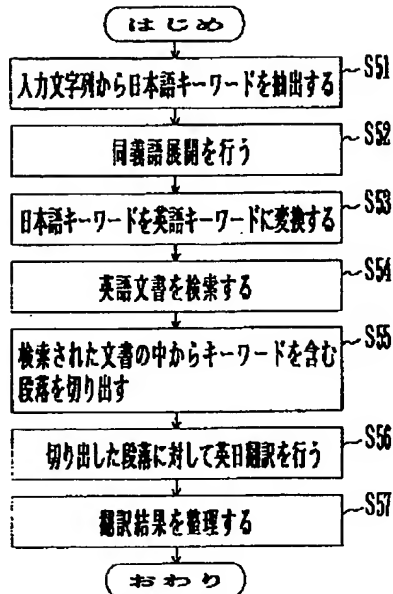 はじめ
入力文字列から日本語キーワードを抽出する
S51
同義語展開を行う
S52
日本語キーワードを英語キーワードに変換する
S53
英語文書を検索する
S54
検索された文書の中からキーワードを含む
段落を切り出す
S55
切り出した段落に対して英日翻訳を行う
S56
翻訳結果を整理する
S57
おわり